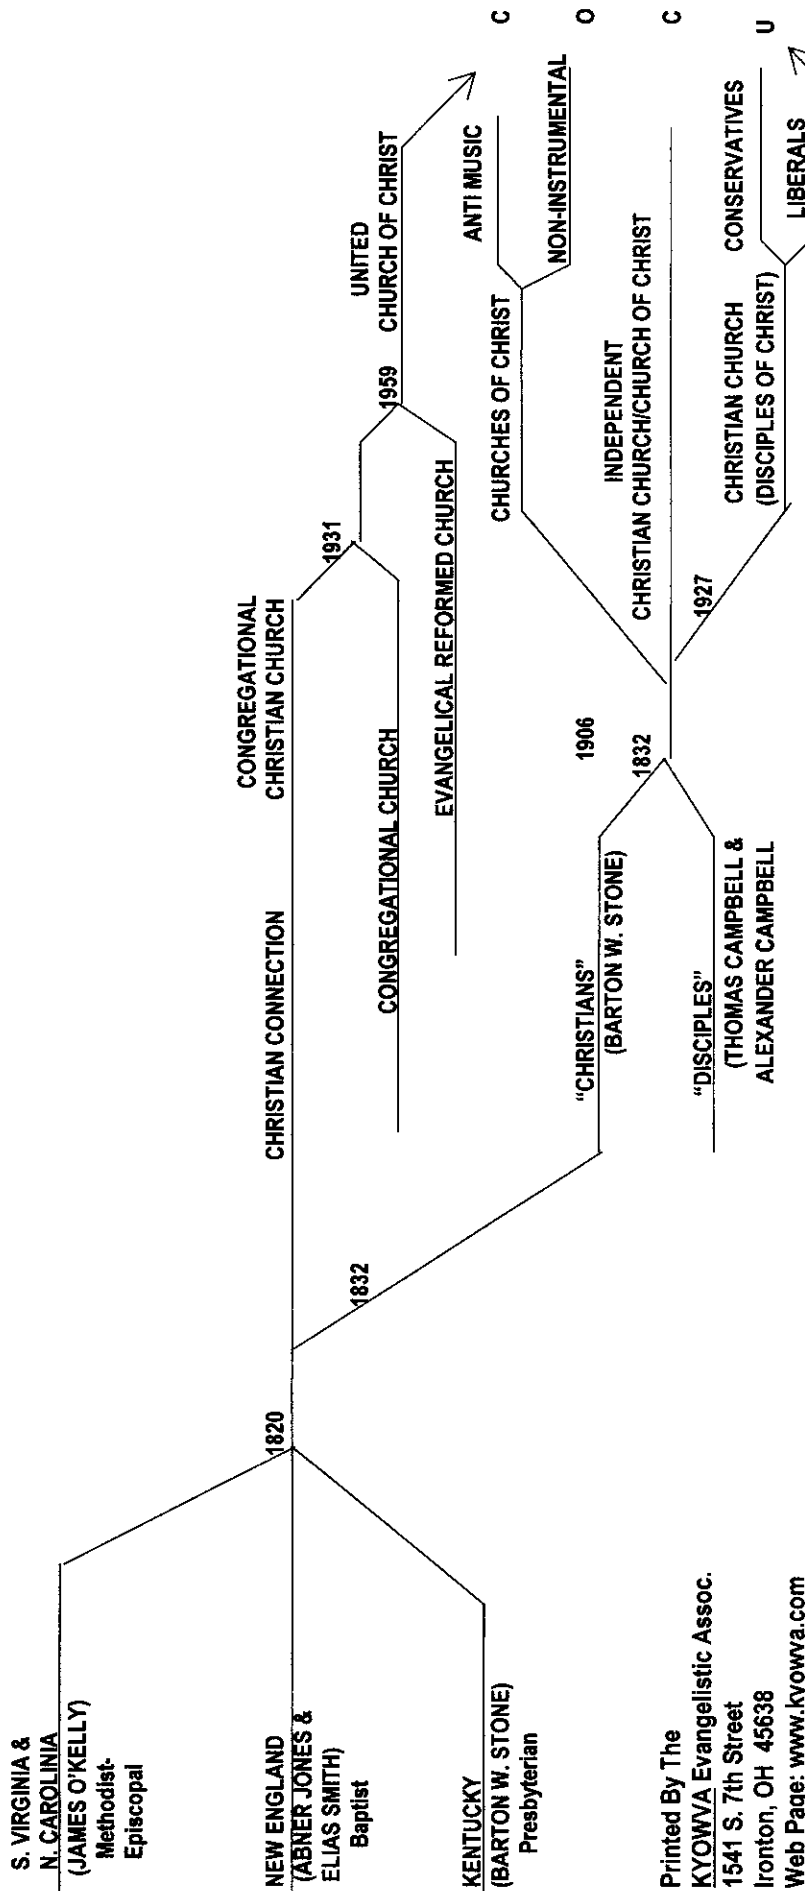 S. VIRGINIA &
N. CAROLINIA
(JAMES O'KELLY)
Methodist-
Episcopal
NEW ENGLAND
(ABNER JONES &
ELIAS SMITH)
Baptist
KENTUCKY
(BARTON W. STONE)
Presbyterian
1820
1832
CHRISTIAN CONNECTION
CONGREGATIONAL
CHRISTIAN CHURCH
CONGREGATIONAL CHURCH
1931
EVANGELICAL REFORMED CHURCH
1959
UNITED
CHURCH OF CHRIST
"CHRISTIANS"
(BARTON W. STONE)
"DISCIPLES"
(THOMAS CAMPBELL &
ALEXANDER CAMPBELL
1906
1832
1927
CHURCHES OF CHRIST
ANTI MUSIC
NON-INSTRUMENTAL
INDEPENDENT
CHRISTIAN CHURCH/CHURCH OF CHRIST
CHRISTIAN CHURCH
(DISCIPLES OF CHRIST)
CONSERVATIVES
LIBERALS
C
O
C
U
Printed By The
KYOWVA Evangelistic Assoc.
1541 S. 7th Street
Ironton, OH 45638
Web Page: www.kyowva.com